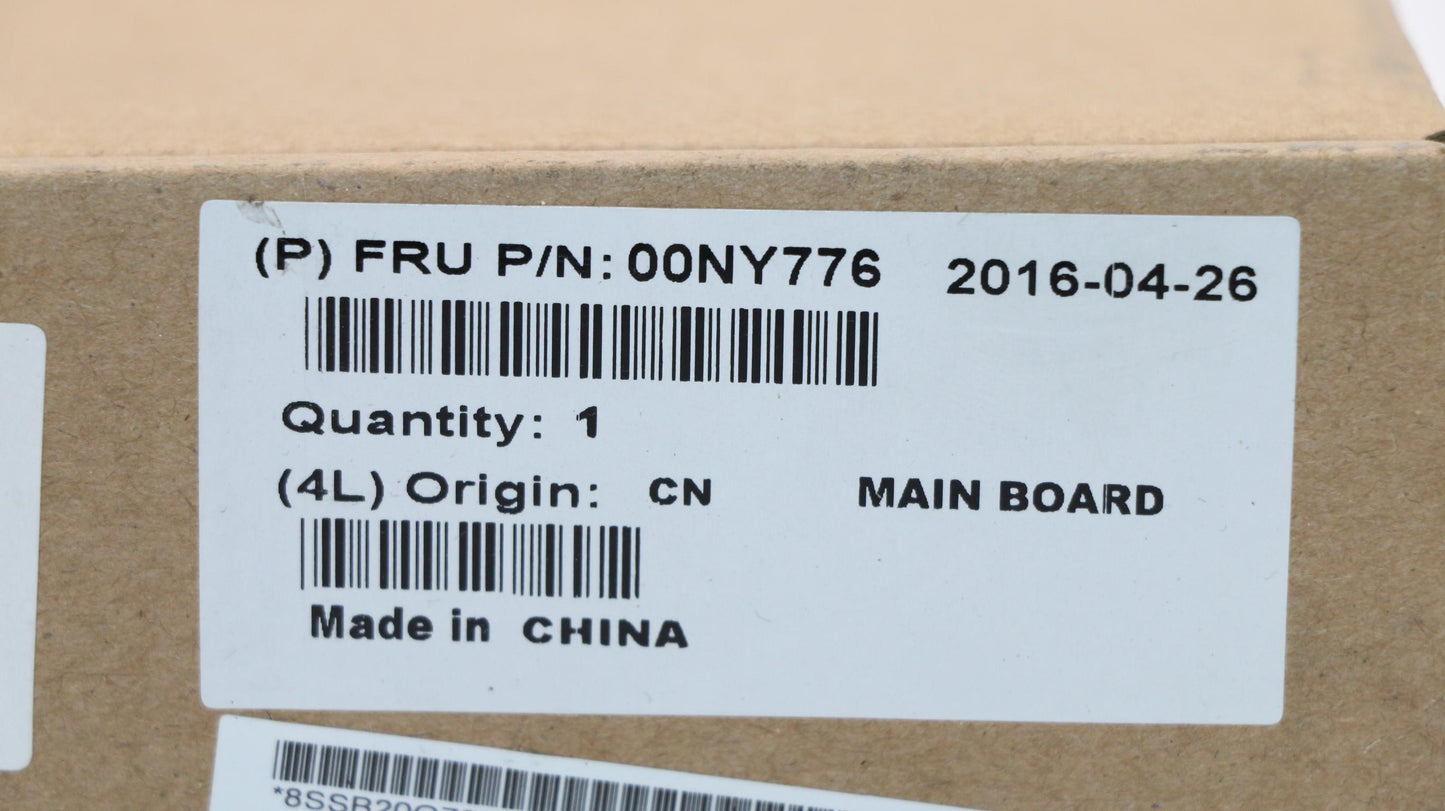 (P) FRU P/N: 00NY776 2016-04-26
Quantity: 1
(4L) Origin: CN MAIN BOARD
Made in CHINA